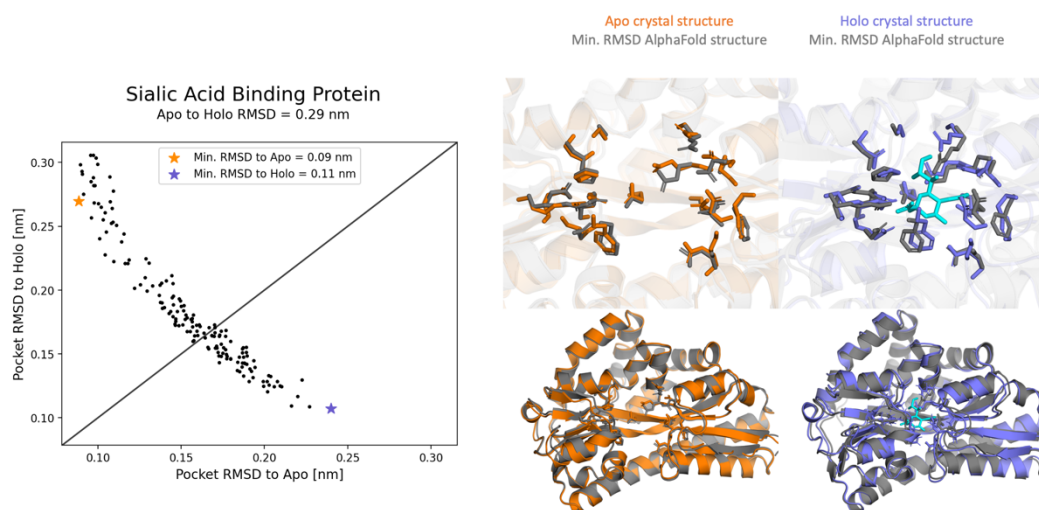 Apo crystal structure
Min. RMSD AlphaFold structure
Holo crystal structure
Min. RMSD AlphaFold structure
Sialic Acid Binding Protein
Apo to Holo RMSD = 0.29 nm
Min. RMSD to Apo = 0.09 nm
Min. RMSD to Holo = 0.11 nm
Pocket RMSD to Holo [nm]
0.30
0.25
0.20
0.15
0.10
0.10
0.15
0.20
0.25
0.30
Pocket RMSD to Apo [nm]